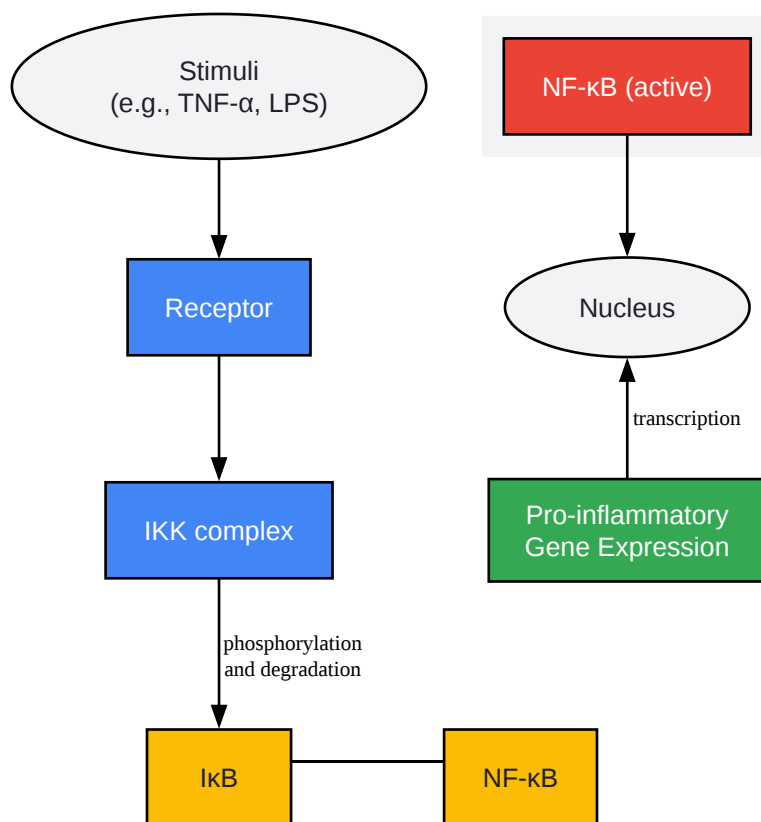 Stimuli
(e.g., TNF-α, LPS)
Receptor
IKK complex
phosphorylation
and degradation
IκB
NF-κB
NF-κB (active)
Nucleus
transcription
Pro-inflammatory
Gene Expression